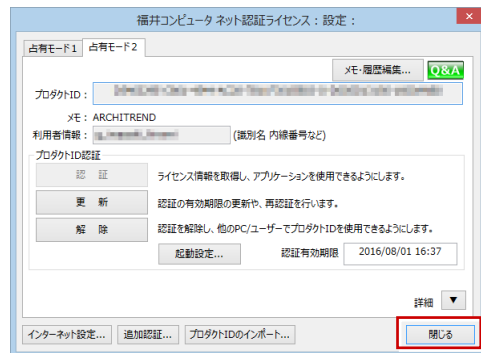 福井コンピュータ ネット認証ライセンス：設定：
占有モード1 占有モード2
メモ・履歴編集... Q&A
プロダクトID：
メモ： ARCHITREND
利用者情報： (識別名 内線番号など)
プロダクトID認証
認 証 ライセンス情報を取得し、アプリケーションを使用できるようにします。
更 新 認証の有効期限の更新や、再認証を行います。
解 除 認証を解除し、他のPC/ユーザーでプロダクトIDを使用できるようにします。
起動設定... 認証有効期限 2016/08/01 16:37
詳細 ▼
インターネット設定... 追加認証... プロダクトIDのインポート... 閉じる